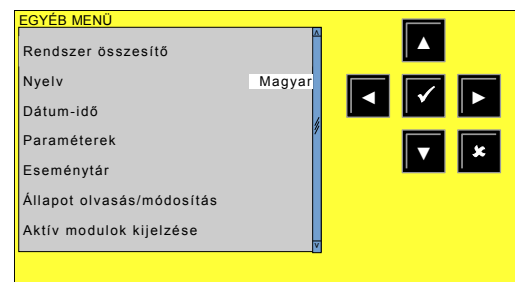 EGYÉB MENÜ
Rendszer összesítő
Nyelv Magyar
Dátum-idő
Paraméterek
Eseménytár
Állapot olvasás/módosítás
Aktív modulok kijelzése